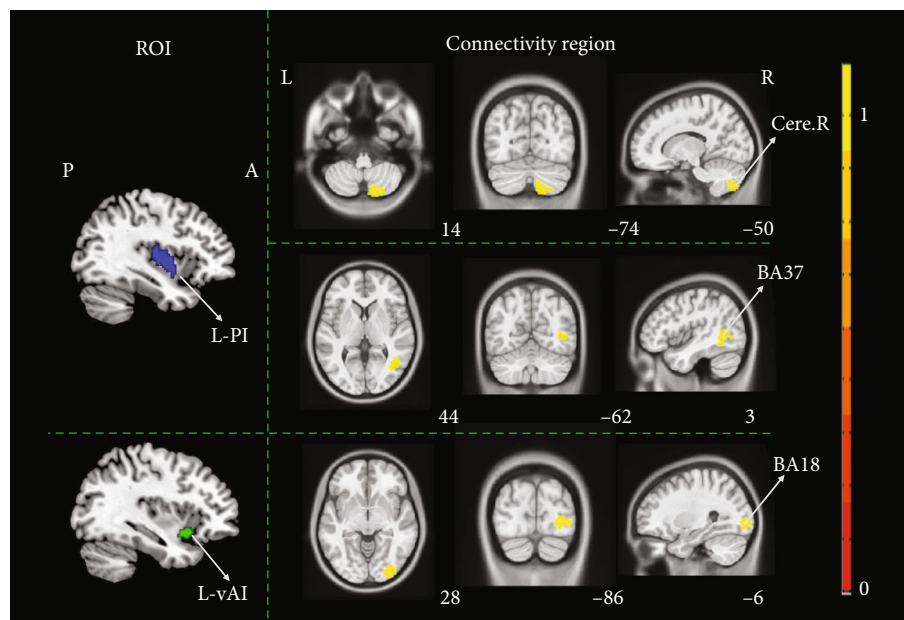 ROI
Connectivity region
L
R
1
Cere.R
P
A
14
–74
–50
BA37
L-PI
44
–62
3
BA18
L-vAI
28
–86
–6
0